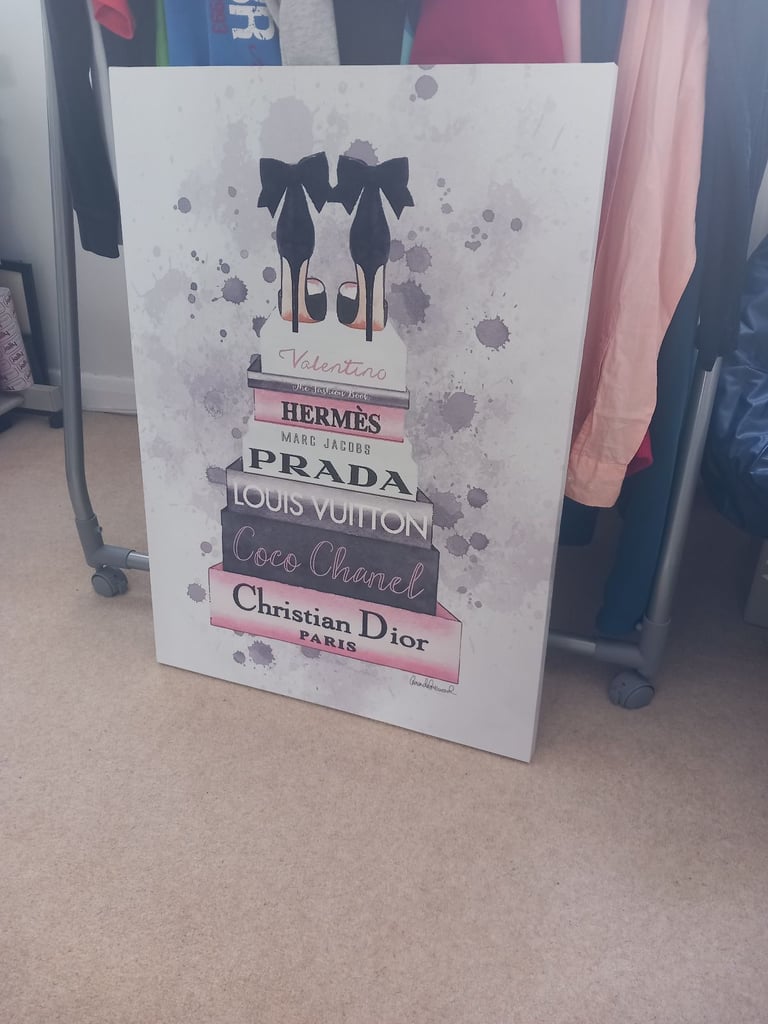 Valentino
The Fashion Book
HERMÈS
MARC JACOBS
PRADA
LOUIS VUITTON
Coco Chanel
Christian Dior
PARIS